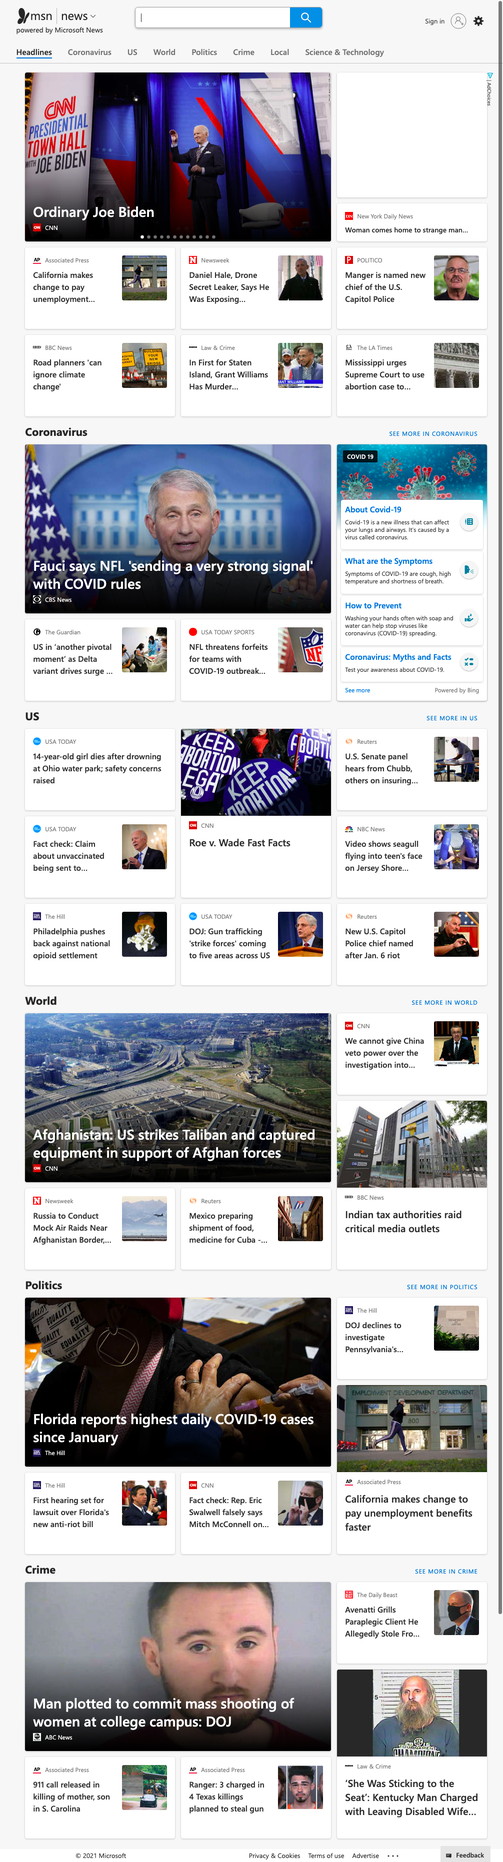 msn | news
powered by Microsoft News
Sign in
Headlines Coronavirus US World Politics Crime Local Science & Technology
CNN
PRESIDENTIAL
TOWN HALL
WITH JOE BIDEN
Ordinary Joe Biden
CNN
AdChoices
New York Daily News
Woman comes home to strange man...
Associated Press
California makes
change to pay
unemployment...
Newsweek
Daniel Hale, Drone
Secret Leaker, Says He
Was Exposing...
POLITICO
Manger is named new
chief of the U.S.
Capitol Police
BBC News
Road planners 'can
ignore climate
change'
Law & Crime
In First for Staten
Island, Grant Williams
Has Murder...
The LA Times
Mississippi urges
Supreme Court to use
abortion case to...
Coronavirus
SEE MORE IN CORONAVIRUS
Fauci says NFL 'sending a very strong signal'
with COVID rules
CBS News
COVID 19
About Covid-19
Covid-19 is a new illness that can affect
your lungs and airways. It's caused by a
virus called coronavirus.
What are the Symptoms
Symptoms of COVID-19 are cough, high
temperature and shortness of breath.
How to Prevent
Washing your hands often with soap and
water can help stop viruses like
coronavirus (COVID-19) spreading.
Coronavirus: Myths and Facts
Test your awareness about COVID-19.
See more
Powered by Bing
The Guardian
US in 'another pivotal
moment' as Delta
variant drives surge ...
USA TODAY SPORTS
NFL threatens forfeits
for teams with
COVID-19 outbreak...
NFL
US
SEE MORE IN US
USA TODAY
14-year-old girl dies after drowning
at Ohio water park; safety concerns
raised
KEEP
ABORTION
LEGAL
CNN
Roe v. Wade Fast Facts
Reuters
U.S. Senate panel
hears from Chubb,
others on insuring...
USA TODAY
Fact check: Claim
about unvaccinated
being sent to...
NBC News
Video shows seagull
flying into teen's face
on Jersey Shore...
The Hill
Philadelphia pushes
back against national
opioid settlement
USA TODAY
DOJ: Gun trafficking
'strike forces' coming
to five areas across US
Reuters
New U.S. Capitol
Police chief named
after Jan. 6 riot
World
SEE MORE IN WORLD
Afghanistan: US strikes Taliban and captured
equipment in support of Afghan forces
CNN
CNN
We cannot give China
veto power over the
investigation into...
BBC News
Indian tax authorities raid
critical media outlets
Newsweek
Russia to Conduct
Mock Air Raids Near
Afghanistan Border,...
Reuters
Mexico preparing
shipment of food,
medicine for Cuba -...
Politics
SEE MORE IN POLITICS
EQUALITY
Florida reports highest daily COVID-19 cases
since January
The Hill
The Hill
DOJ declines to
investigate
Pennsylvania's...
EMPLOYMENT DEVELOPMENT DEPARTMENT
800
Associated Press
California makes change to
pay unemployment benefits
faster
The Hill
First hearing set for
lawsuit over Florida's
new anti-riot bill
CNN
Fact check: Rep. Eric
Swalwell falsely says
Mitch McConnell on...
Crime
SEE MORE IN CRIME
Man plotted to commit mass shooting of
women at college campus: DOJ
ABC News
The Daily Beast
Avenatti Grills
Paraplegic Client He
Allegedly Stole Fro...
Law & Crime
'She Was Sticking to the
Seat': Kentucky Man Charged
with Leaving Disabled Wife...
Associated Press
911 call released in
killing of mother, son
in S. Carolina
Associated Press
Ranger: 3 charged in
4 Texas killings
planned to steal gun
© 2021 Microsoft
Privacy & Cookies Terms of use Advertise ...
Feedback